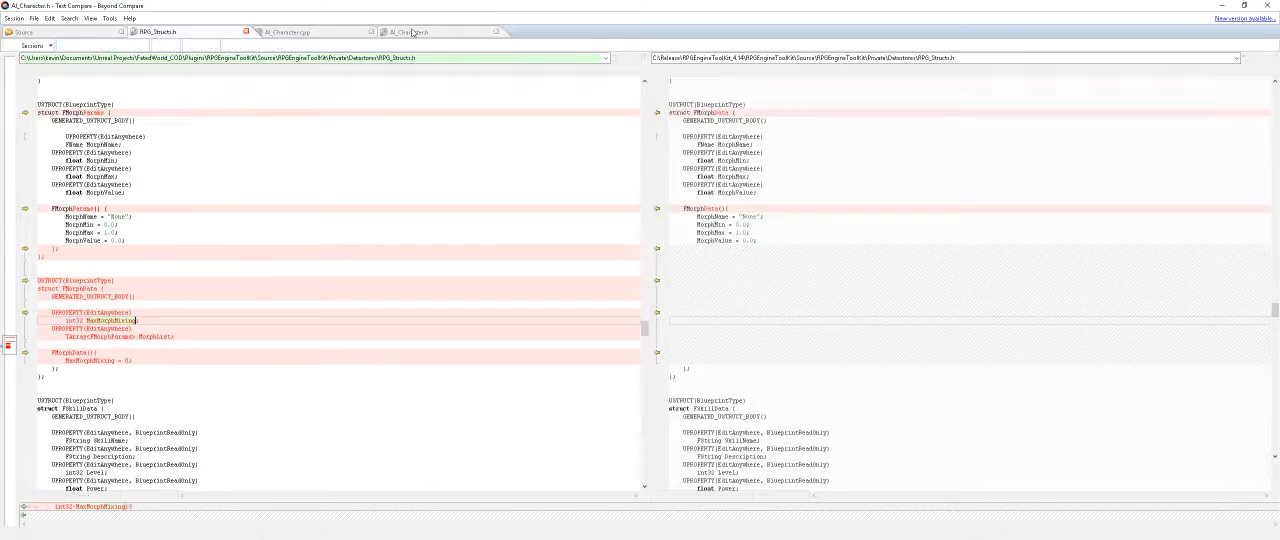 AI_Character.h - Text Compare - Beyond Compare
Session File Edit Search View Tools Help New version available...
Source RPG_Structs.h AI_Character.cpp AI_Character.h
Sessions
C:\Users\kevin\Documents\Unreal Projects\FatedWorld_COD\Plugins\RPGEngineToolKit\Source\RPGEngineToolKit\Private\Datastores\RPG_Structs.h
}
USTRUCT(BlueprintType)
struct FMorphParams {
GENERATED_USTRUCT_BODY()
UPROPERTY(EditAnywhere)
FName MorphName;
UPROPERTY(EditAnywhere)
float MorphMin;
UPROPERTY(EditAnywhere)
float MorphMax;
UPROPERTY(EditAnywhere)
float MorphValue;
FMorphParams() {
MorphName = "None";
MorphMin = 0.0;
MorphMax = 1.0;
MorphValue = 0.0;
};
};
USTRUCT(BlueprintType)
struct FMorphData {
GENERATED_USTRUCT_BODY()
UPROPERTY(EditAnywhere)
int32 MaxMorphMixing;
UPROPERTY(EditAnywhere)
TArray<FMorphParams> MorphList;
FMorphData(){
MaxMorphMixing = 0;
};
};
USTRUCT(BlueprintType)
struct FSkillData {
GENERATED_USTRUCT_BODY()
UPROPERTY(EditAnywhere, BlueprintReadOnly)
FString SkillName;
UPROPERTY(EditAnywhere, BlueprintReadOnly)
FString Description;
UPROPERTY(EditAnywhere, BlueprintReadOnly)
int32 Level;
UPROPERTY(EditAnywhere, BlueprintReadOnly)
float Power;
C:\Release\RPGEngineToolKit_4.14\RPGEngineToolKit\Source\RPGEngineToolKit\Private\Datastores\RPG_Structs.h
}
USTRUCT(BlueprintType)
struct FMorphData {
GENERATED_USTRUCT_BODY()
UPROPERTY(EditAnywhere)
FName MorphName;
UPROPERTY(EditAnywhere)
float MorphMin;
UPROPERTY(EditAnywhere)
float MorphMax;
UPROPERTY(EditAnywhere)
float MorphValue;
FMorphData(){
MorphName = "None";
MorphMin = 0.0;
MorphMax = 1.0;
MorphValue = 0.0;
};
};
USTRUCT(BlueprintType)
struct FSkillData {
GENERATED_USTRUCT_BODY()
UPROPERTY(EditAnywhere, BlueprintReadOnly)
FString SkillName;
UPROPERTY(EditAnywhere, BlueprintReadOnly)
FString Description;
UPROPERTY(EditAnywhere, BlueprintReadOnly)
int32 Level;
UPROPERTY(EditAnywhere, BlueprintReadOnly)
float Power;
int32·MaxMorphMixing;